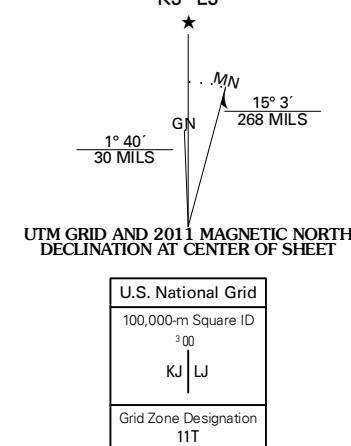 KJ LJ
★
MN
15° 3´
268 MILS
GN
1° 40´
30 MILS
UTM GRID AND 2011 MAGNETIC NORTH
DECLINATION AT CENTER OF SHEET
U.S. National Grid
100,000-m Square ID
³00
KJ LJ
Grid Zone Designation
11T